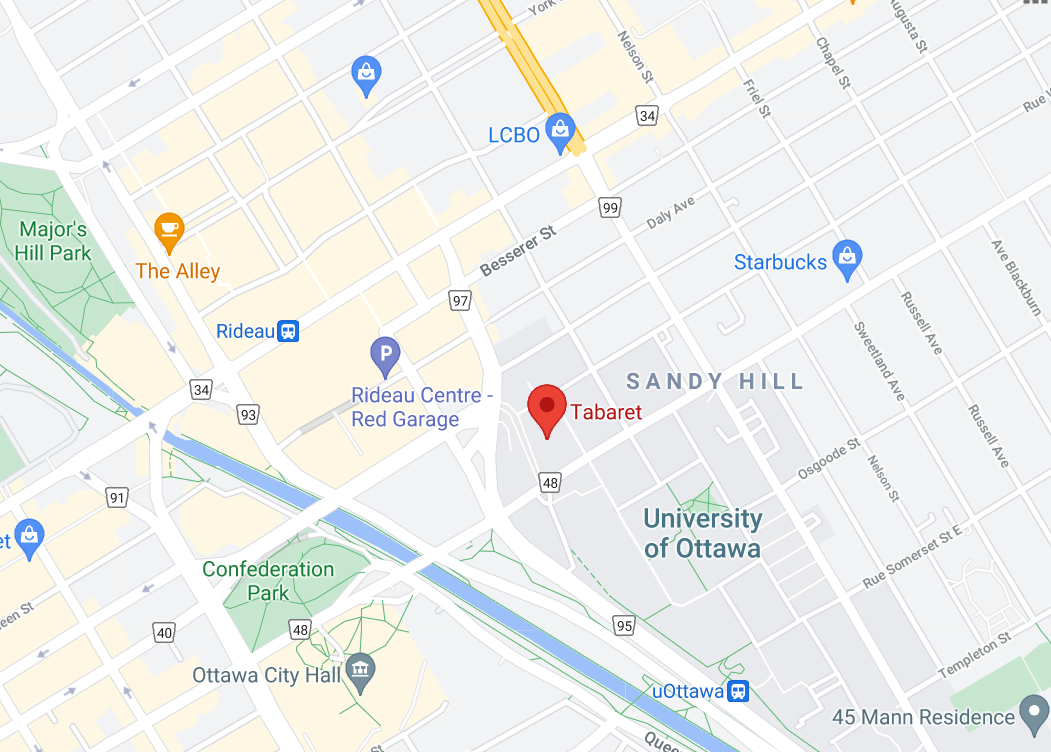 York
Augusta St
Nelson St
Chapel St
Friel St
34
LCBO
99
Daly Ave
Major's
Hill Park
The Alley
Besserer St
Starbucks
Ave Blackburn
97
Rideau
P
Russell Ave
Sweetland Ave
34
93
Rideau Centre -
Red Garage
SANDY HILL
Tabaret
Russell Ave
Osgoode St
Nelson St
48
91
University
of Ottawa
Rue Somerset St E
Confederation
Park
40
48
95
Templeton St
Ottawa City Hall
uOttawa
45 Mann Residence
St